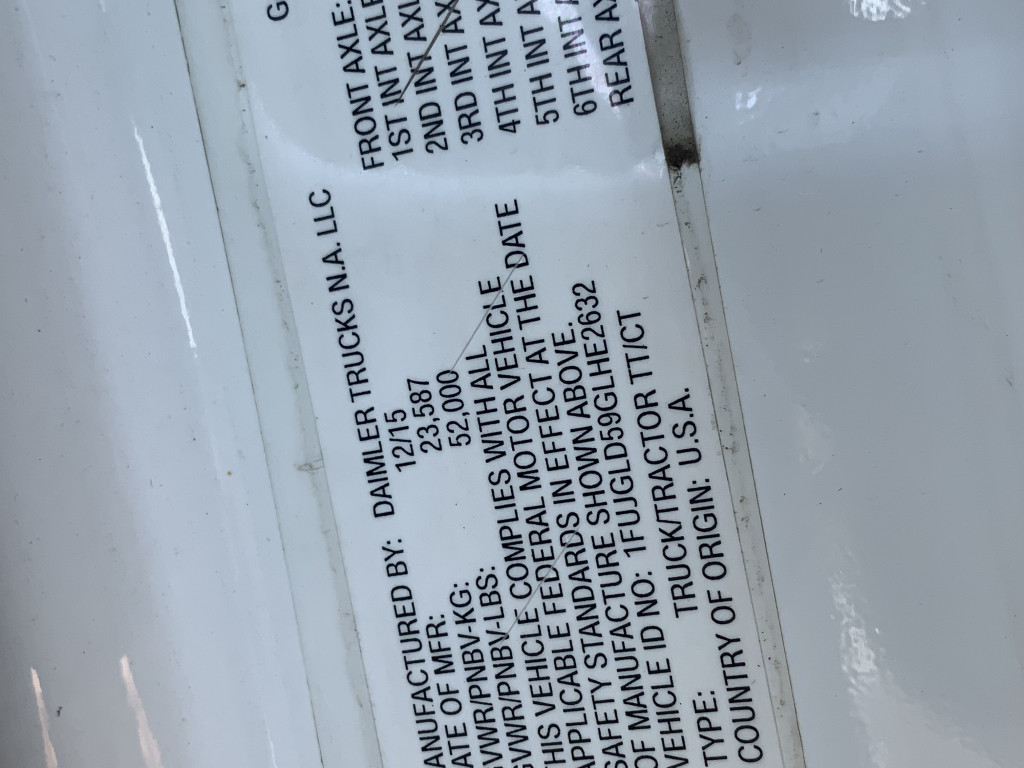 ANUFACTURED BY: DAIMLER TRUCKS N.A. LLC
ATE OF MFR: 12/15
GVWR/PNBV-KG: 23,587
GVWR/PNBV-LBS: 52,000
THIS VEHICLE COMPLIES WITH ALL
APPLICABLE FEDERAL MOTOR VEHICLE
SAFETY STANDARDS IN EFFECT AT THE DATE
OF MANUFACTURE SHOWN ABOVE.
VEHICLE ID NO: 1FUJGLD59GLHE2632
TYPE: TRUCK/TRACTOR TT/CT
COUNTRY OF ORIGIN: U.S.A.
G
FRONT AXLE:
1ST INT AXLE
2ND INT AXL
3RD INT AX
4TH INT AX
5TH INT A
6TH INT A
REAR AX